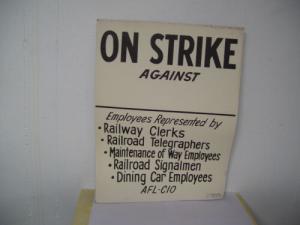 ON STRIKE
AGAINST
Employees Represented by
• Railway Clerks
• Railroad Telegraphers
• Maintenance of Way Employees
• Railroad Signalmen
• Dining Car Employees
AFL-CIO